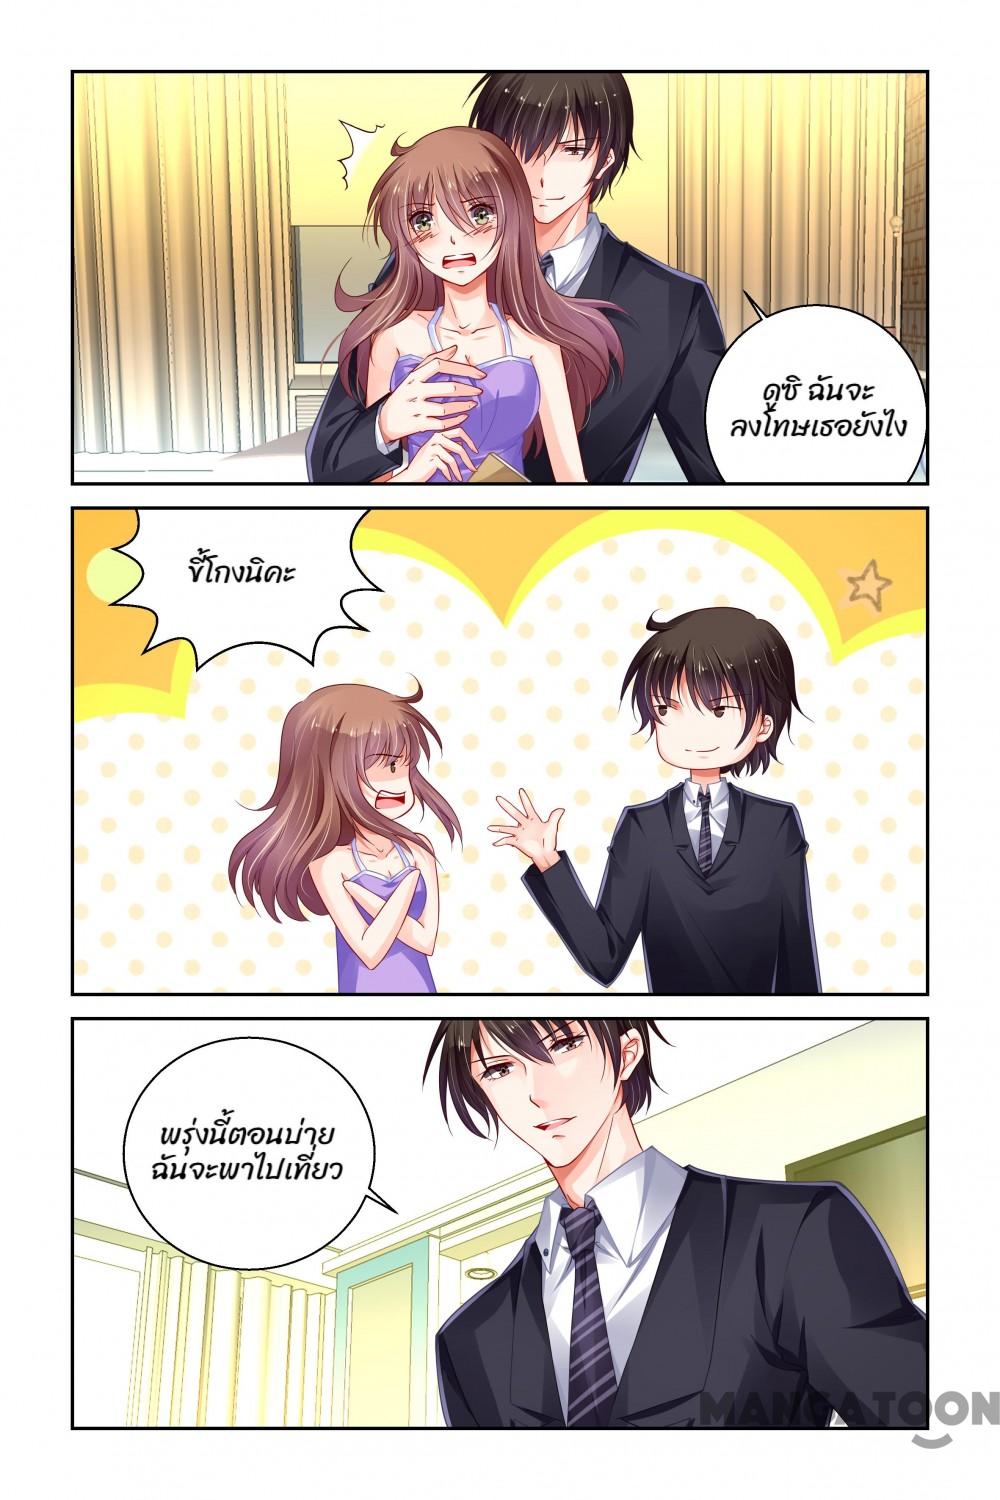 ดูซิ ฉันจะ
ลงโทษเธอยังไง
ขี้โกงนิคะ
พรุ่งนี้ตอนบ่าย
ฉันจะพาไปเที่ยว
MANGATOON